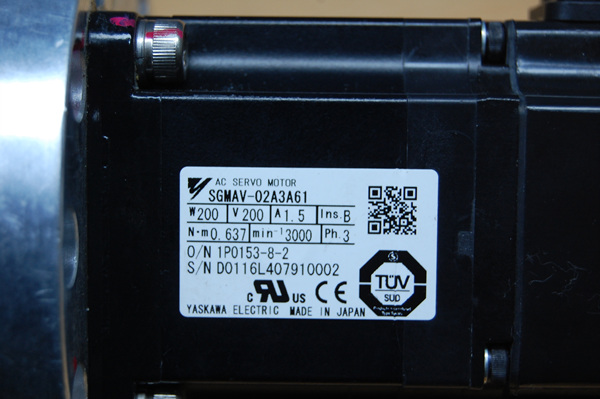 AC SERVO MOTOR
SGMAV-02A3A61
W 200 V 200 A 1.5 Ins. B
N·m 0.637 min⁻¹ 3000 Ph. 3
O/N 1P0153-8-2
S/N D0116L407910002
c RU US CE
TÜV
SÜD
YASKAWA ELECTRIC MADE IN JAPAN